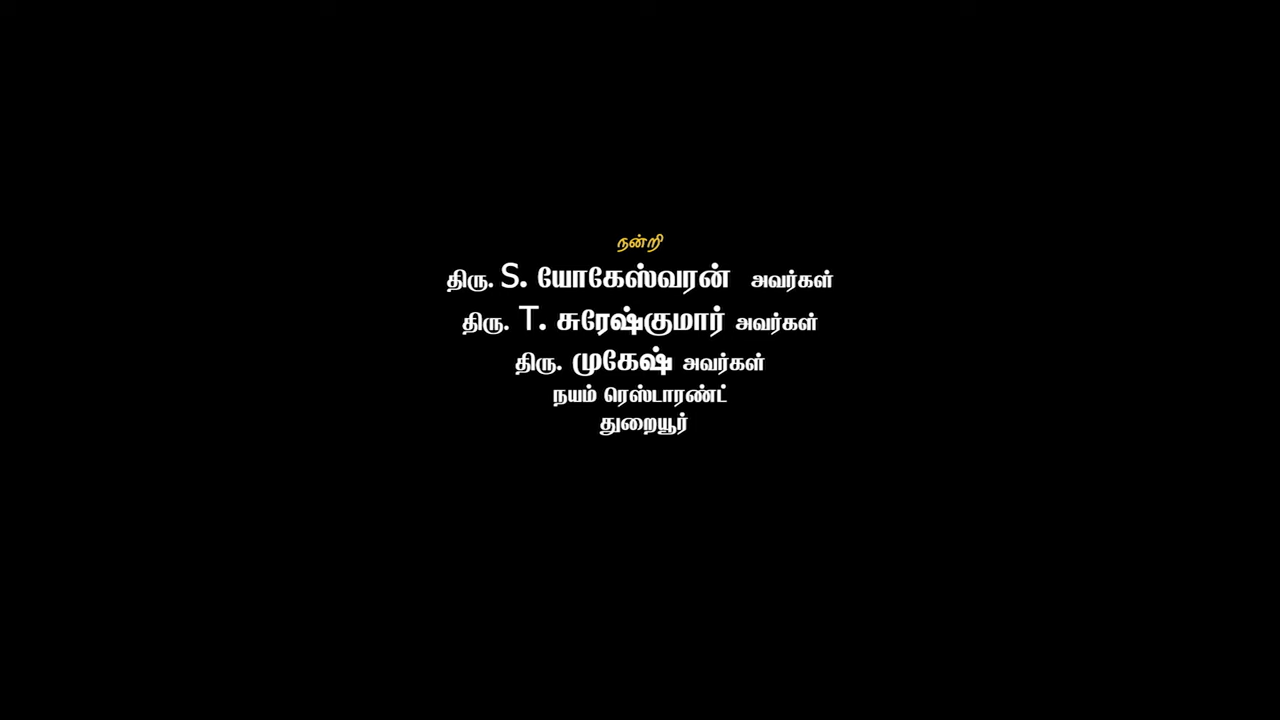 நன்றி
திரு. S. யோகேஸ்வரன் அவர்கள்
திரு. T. சுரேஷ்குமார் அவர்கள்
திரு. முகேஷ் அவர்கள்
நயம் ரெஸ்டாரண்ட்
துறையூர்